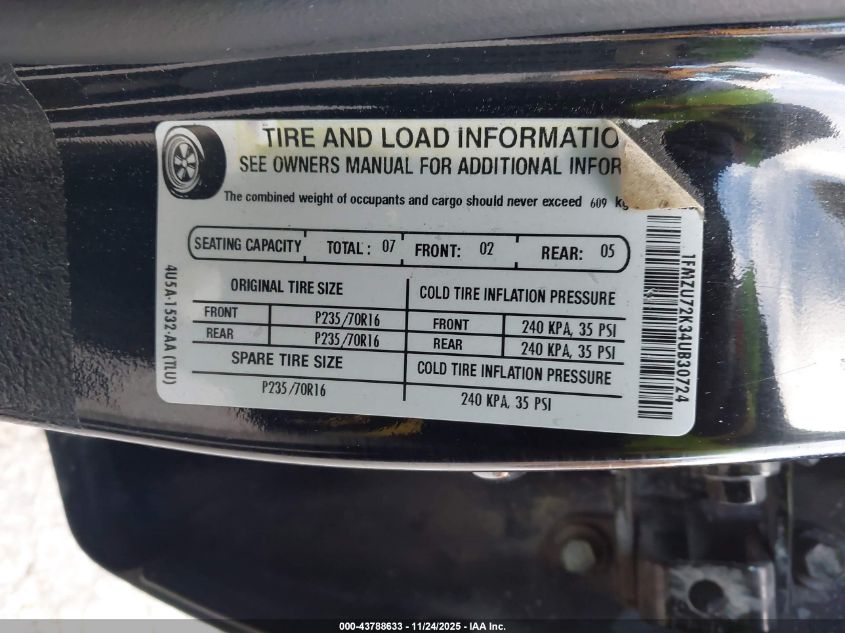 TIRE AND LOAD INFORMATIO
SEE OWNERS MANUAL FOR ADDITIONAL INFOR
The combined weight of occupants and cargo should never exceed 609 kg
SEATING CAPACITY TOTAL: 07 FRONT: 02 REAR: 05
ORIGINAL TIRE SIZE COLD TIRE INFLATION PRESSURE
FRONT P235/70R16 FRONT 240 KPA, 35 PSI
REAR P235/70R16 REAR 240 KPA, 35 PSI
SPARE TIRE SIZE COLD TIRE INFLATION PRESSURE
P235/70R16 240 KPA, 35 PSI
4U5A-1532-AA (TLU)
1FMZU72K34UB30724
000-43788633 - 11/24/2025 - IAA Inc.